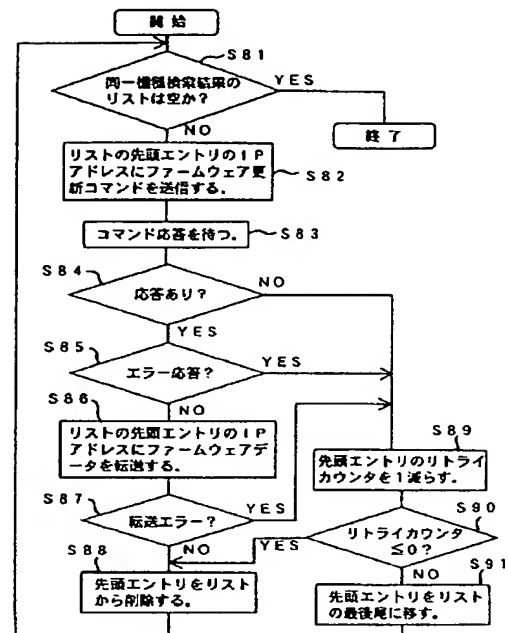 開始
S81
同一機種検索結果の
リストは空か?
YES
NO
終了
リストの先頭エントリのIP
アドレスにファームウェア更
新コマンドを送信する。
S82
コマンド応答を待つ。
S83
S84
応答あり?
NO
YES
S85
エラー応答?
YES
NO
S86
リストの先頭エントリのIP
アドレスにファームウェアデー
タを転送する。
S87
転送エラー?
YES
NO
S88
先頭エントリをリスト
から削除する。
S89
先頭エントリのリトライ
カウンタを1減らす。
S90
リトライカウンタ
≦0?
YES
NO
S91
先頭エントリをリスト
の最後尾に移す。